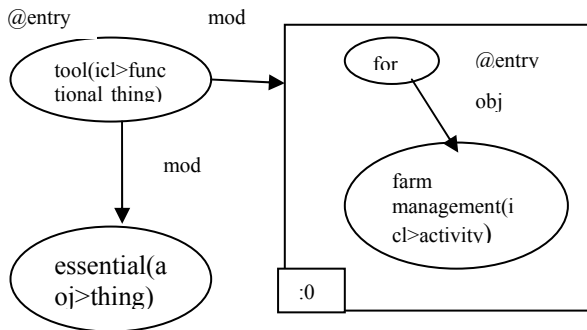 @entry
mod
tool(icl>func
tional thing)
for
@entry
obj
mod
farm
management(i
cl>activity)
essential(a
oj>thing)
:0